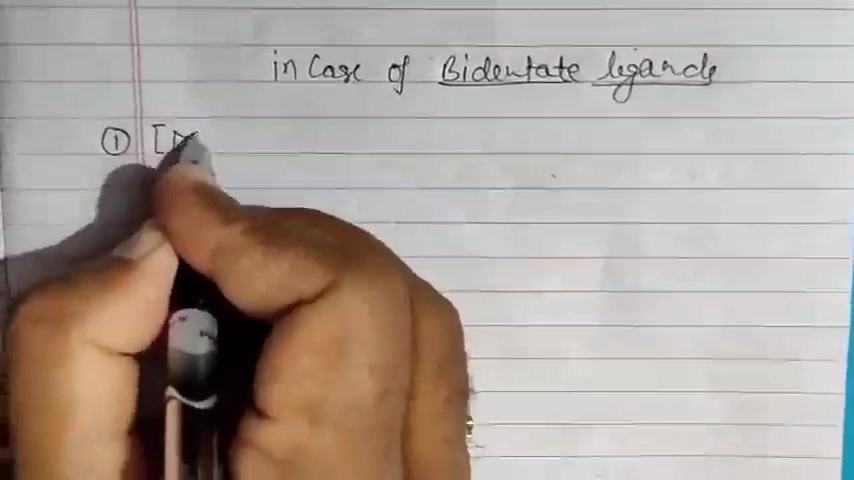 in Case of Bidentate ligands
① [M